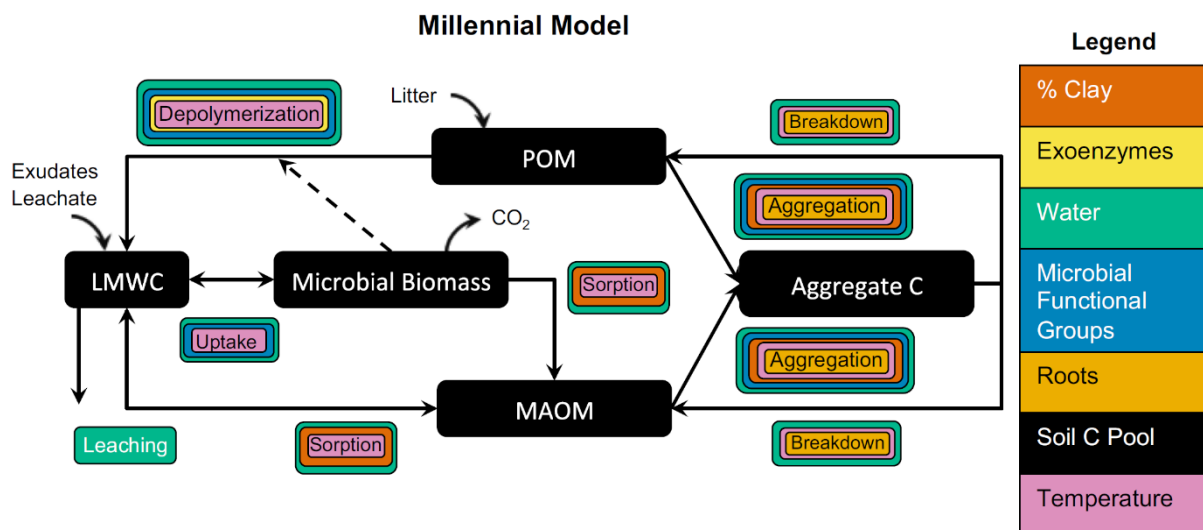 Millennial Model
Legend
Depolymerization
Litter
Breakdown
% Clay
POM
Exoenzymes
Exudates
Leachate
Aggregation
CO₂
Water
LMWC
Microbial Biomass
Sorption
Aggregate C
Microbial
Functional
Groups
Uptake
Aggregation
Roots
MAOM
Leaching
Sorption
Breakdown
Soil C Pool
Temperature